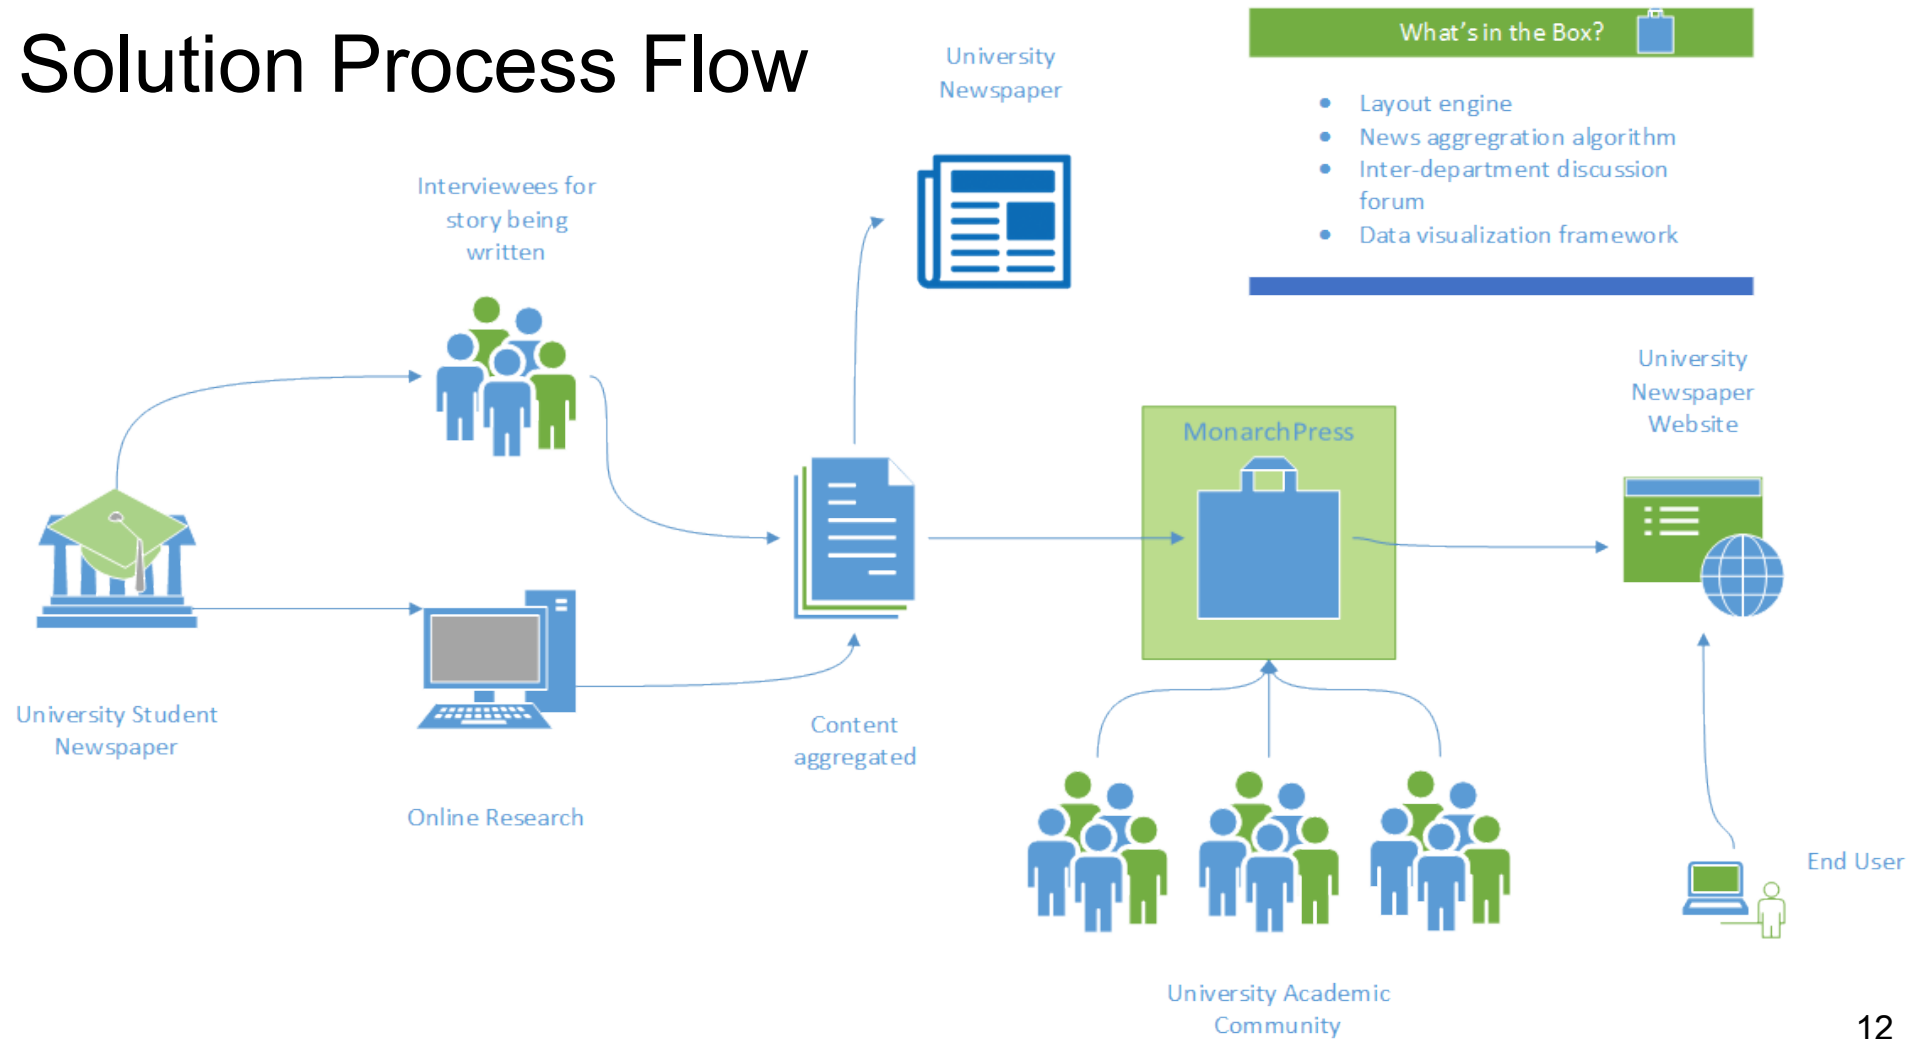 Solution Process Flow
University
Newspaper
What's in the Box?
Layout engine
News aggregration algorithm
Inter-department discussion
forum
Data visualization framework
Interviewees for
story being
written
University
Newspaper
Website
MonarchPress
University Student
Newspaper
Online Research
Content
aggregated
End User
University Academic
Community
12